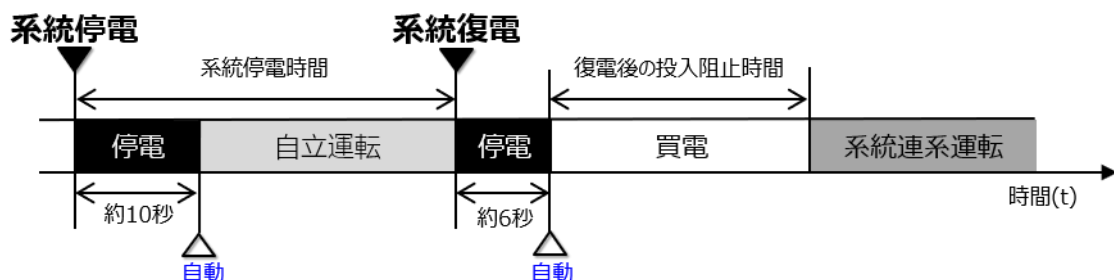 系統停電
系統復電
系統停電時間
復電後の投入阻止時間
停電
自立運転
停電
買電
系統連系運転
約10秒
約6秒
時間(t)
自動
自動